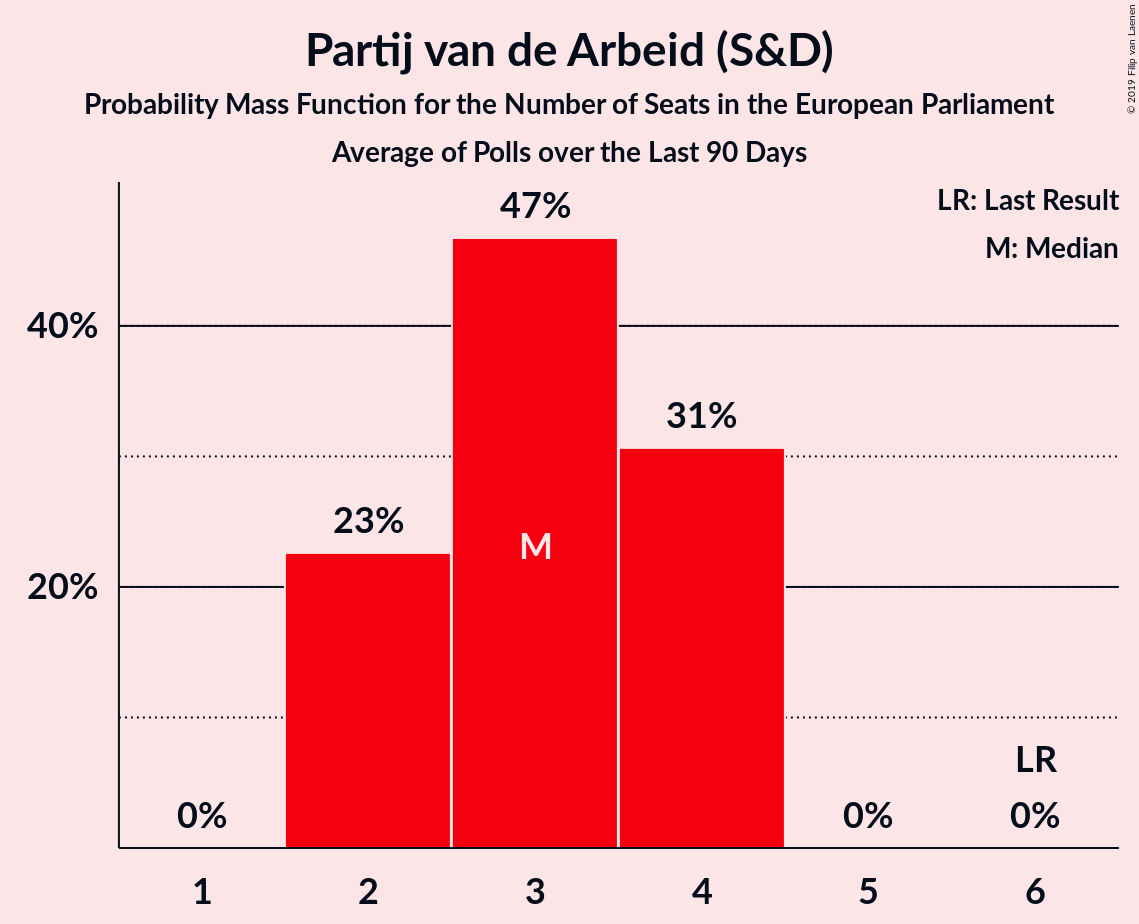 Partij van de Arbeid (S&D)
Probability Mass Function for the Number of Seats in the European Parliament
Average of Polls over the Last 90 Days
© 2019 Filip van Laenen
LR: Last Result
M: Median
47%
40%
31%
23%
M
20%
LR
0%
0%
0%
1
2
3
4
5
6